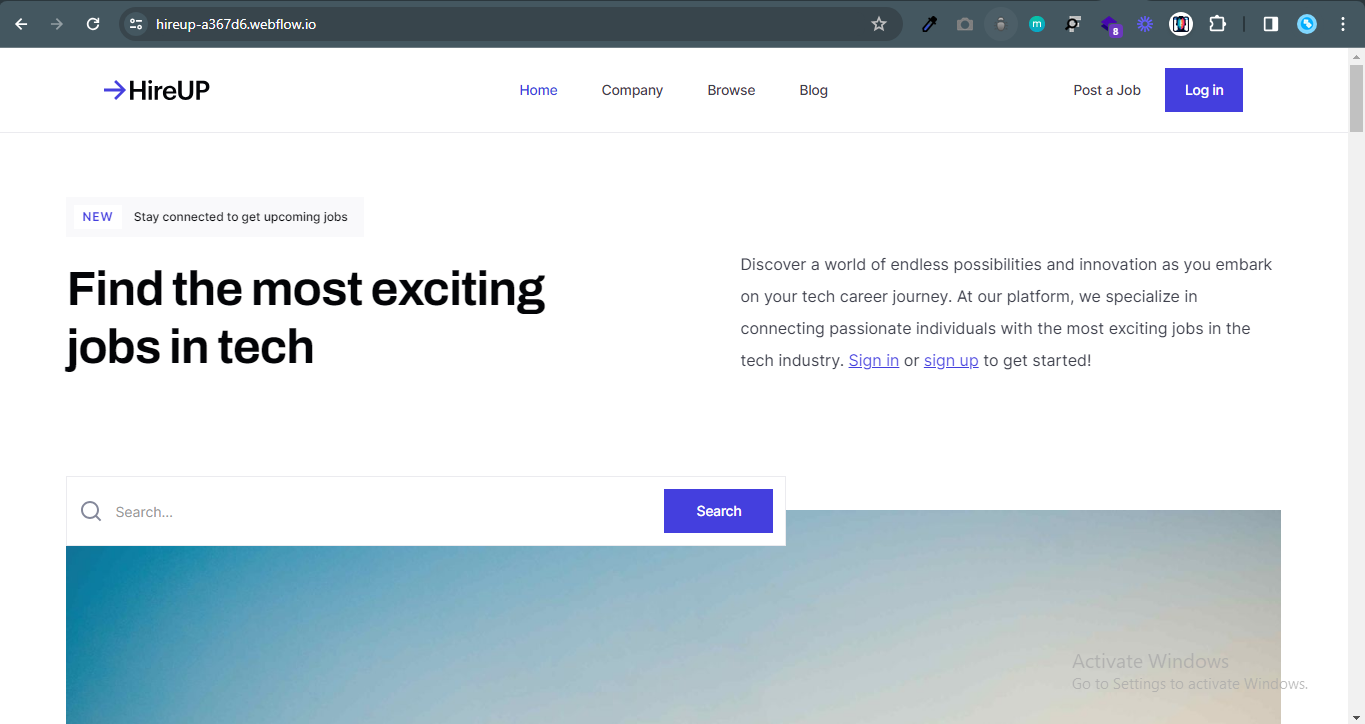 hireup-a367d6.webflow.io
m
8
HireUP
Home Company Browse Blog Post a Job Log in
NEW Stay connected to get upcoming jobs
Find the most exciting
jobs in tech
Discover a world of endless possibilities and innovation as you embark
on your tech career journey. At our platform, we specialize in
connecting passionate individuals with the most exciting jobs in the
tech industry. Sign in or sign up to get started!
Search...
Search
Activate Windows
Go to Settings to activate Windows.